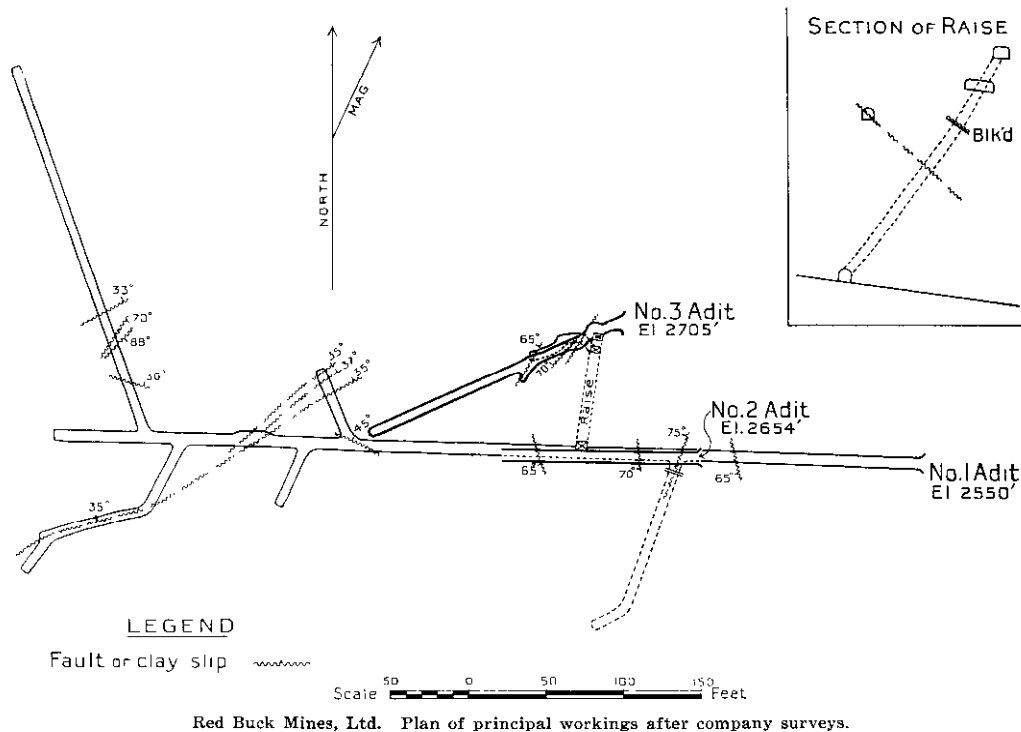 SECTION OF RAISE
Blk'd
MAG
NORTH
33°
70°
88°
36°
35°
37°
35°
45°
65°
70°
No.3 Adit
El 2705'
Raise
75°
No.2 Adit
El. 2654'
65°
70°
65°
No.1 Adit
El 2550'
35°
LEGEND
Fault or clay slip
50 0 50 100 150
Scale Feet
Red Buck Mines, Ltd. Plan of principal workings after company surveys.